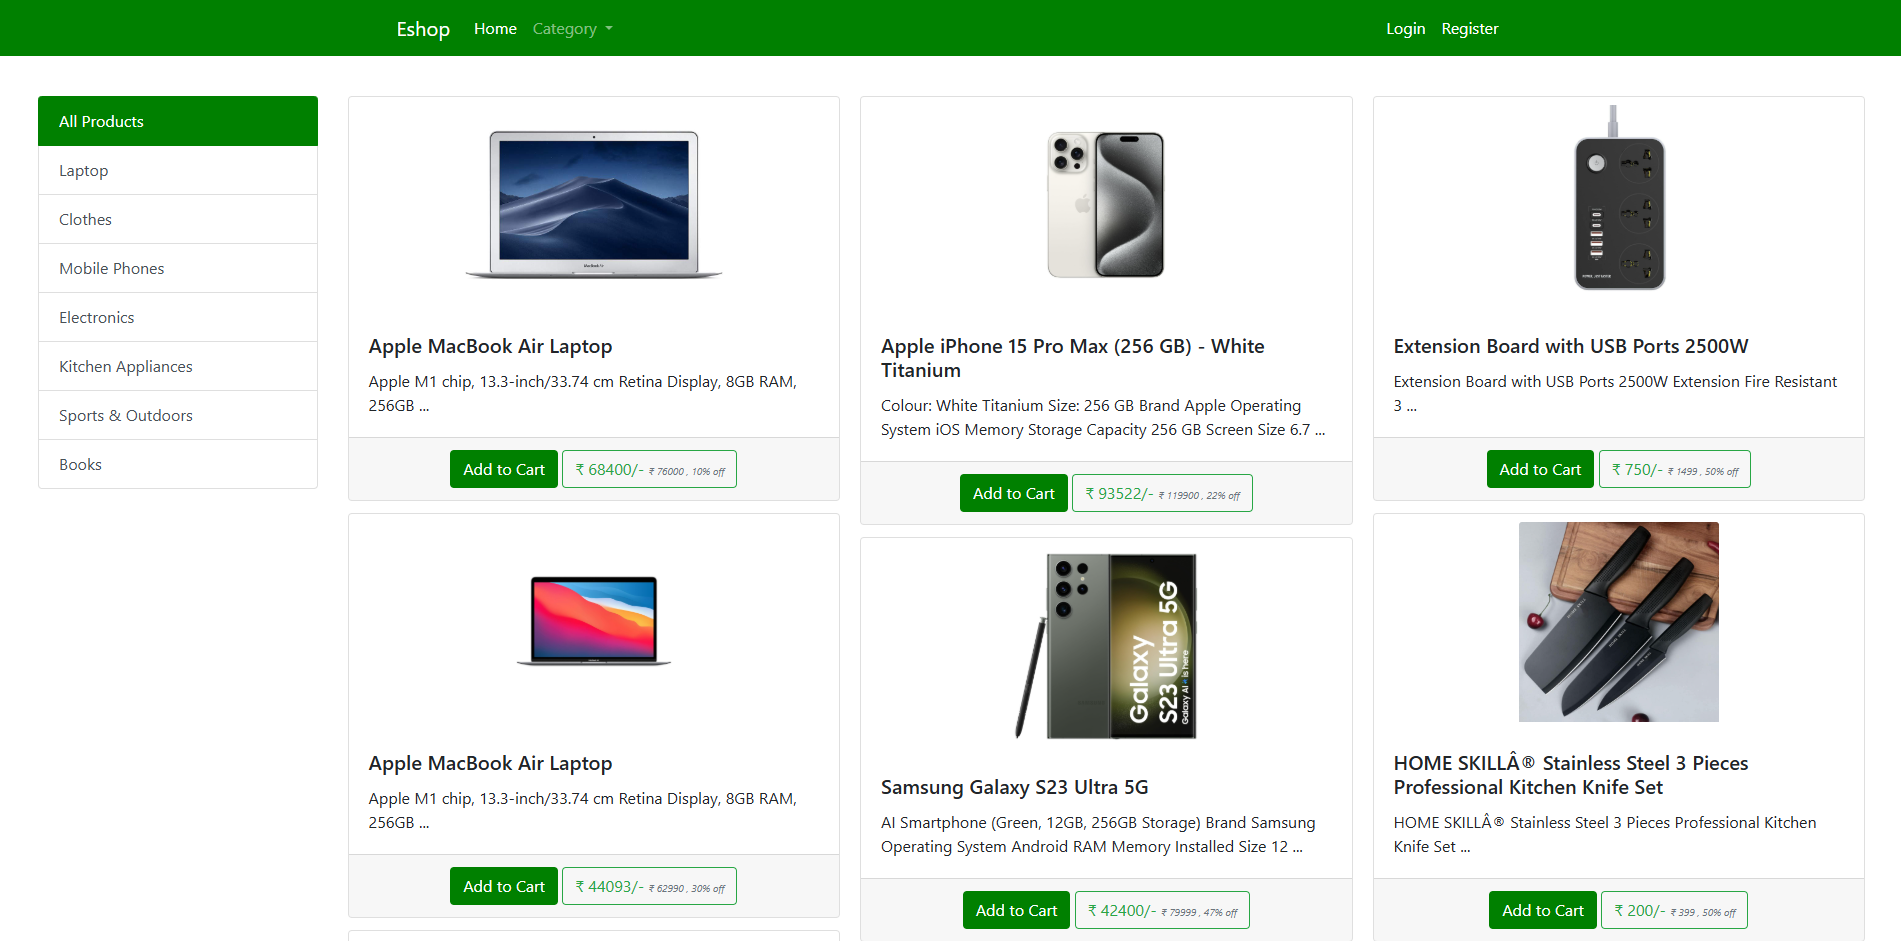 Eshop Home Category Login Register
All Products
Laptop
Clothes
Mobile Phones
Electronics
Kitchen Appliances
Sports & Outdoors
Books
Apple MacBook Air Laptop
Apple M1 chip, 13.3-inch/33.74 cm Retina Display, 8GB RAM,
256GB ...
Add to Cart ₹ 68400/- ₹ 76000 , 10% off
Apple iPhone 15 Pro Max (256 GB) - White
Titanium
Colour: White Titanium Size: 256 GB Brand Apple Operating
System iOS Memory Storage Capacity 256 GB Screen Size 6.7 ...
Add to Cart ₹ 93522/- ₹ 119900 , 22% off
Extension Board with USB Ports 2500W
Extension Board with USB Ports 2500W Extension Fire Resistant
3 ...
Add to Cart ₹ 750/- ₹ 1499 , 50% off
Apple MacBook Air Laptop
Apple M1 chip, 13.3-inch/33.74 cm Retina Display, 8GB RAM,
256GB ...
Add to Cart ₹ 44093/- ₹ 62990 , 30% off
Galaxy
S23 Ultra 5G
Galaxy AI is here
Samsung Galaxy S23 Ultra 5G
AI Smartphone (Green, 12GB, 256GB Storage) Brand Samsung
Operating System Android RAM Memory Installed Size 12 ...
Add to Cart ₹ 42400/- ₹ 79999 , 47% off
HOME SKILLÂ® Stainless Steel 3 Pieces
Professional Kitchen Knife Set
HOME SKILLÂ® Stainless Steel 3 Pieces Professional Kitchen
Knife Set ...
Add to Cart ₹ 200/- ₹ 399 , 50% off